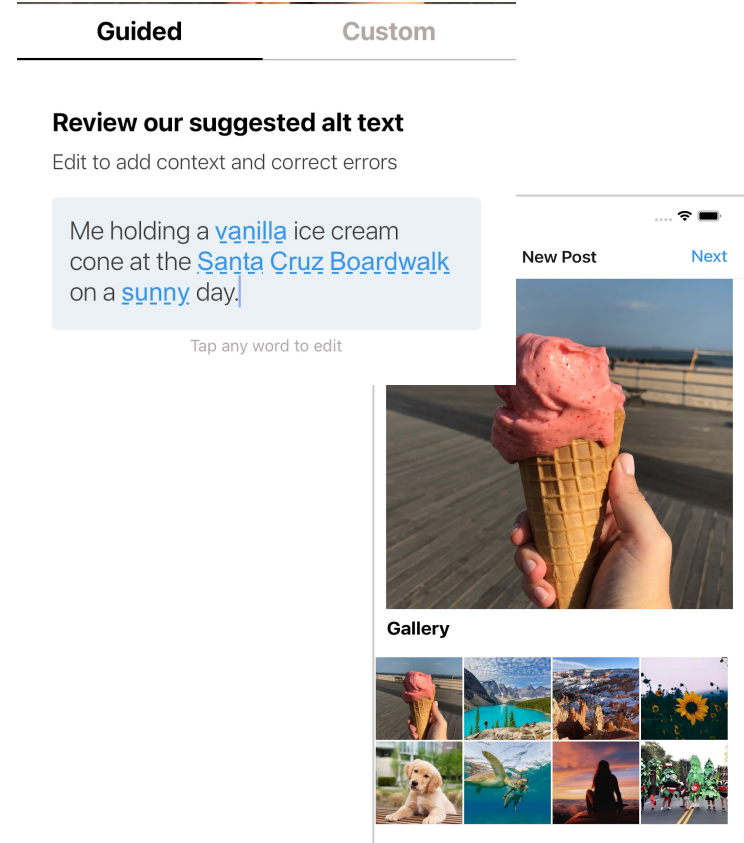 Guided
Custom
Review our suggested alt text
Edit to add context and correct errors
Me holding a vanilla ice cream
cone at the Santa Cruz Boardwalk
on a sunny day.
Tap any word to edit
New Post
Next
Gallery